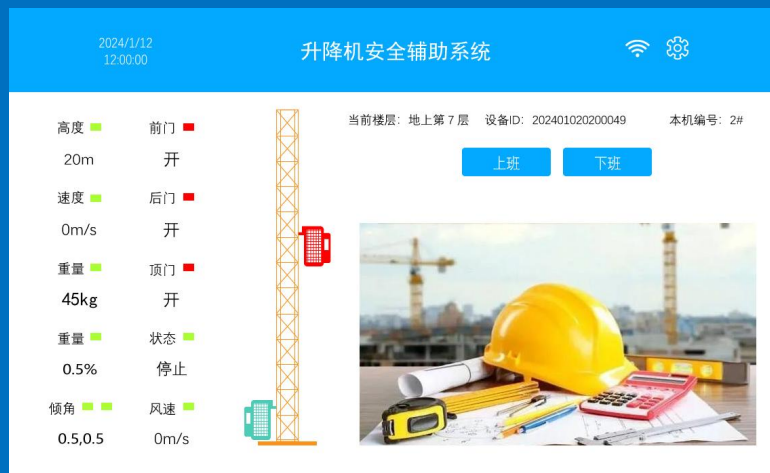 2024/1/12
12:00:00
升降机安全辅助系统
当前楼层: 地上第 7 层 设备ID: 202401020200049 本机编号: 2#
上班 下班
高度 前门
20m 开
速度 后门
0m/s 开
重量 顶门
45kg 开
重量 状态
0.5% 停止
倾角 风速
0.5,0.5 0m/s